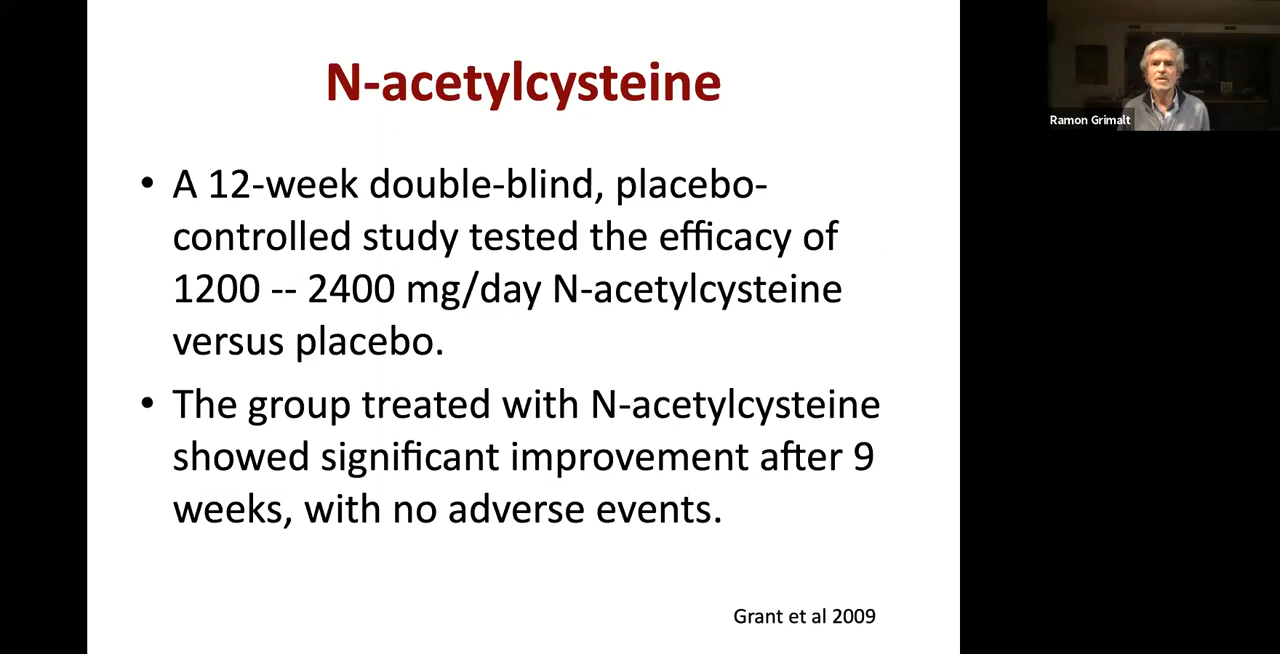 N-acetylcysteine
• A 12-week double-blind, placebo-
controlled study tested the efficacy of
1200 -- 2400 mg/day N-acetylcysteine
versus placebo.
• The group treated with N-acetylcysteine
showed significant improvement after 9
weeks, with no adverse events.
Grant et al 2009
Ramon Grimalt